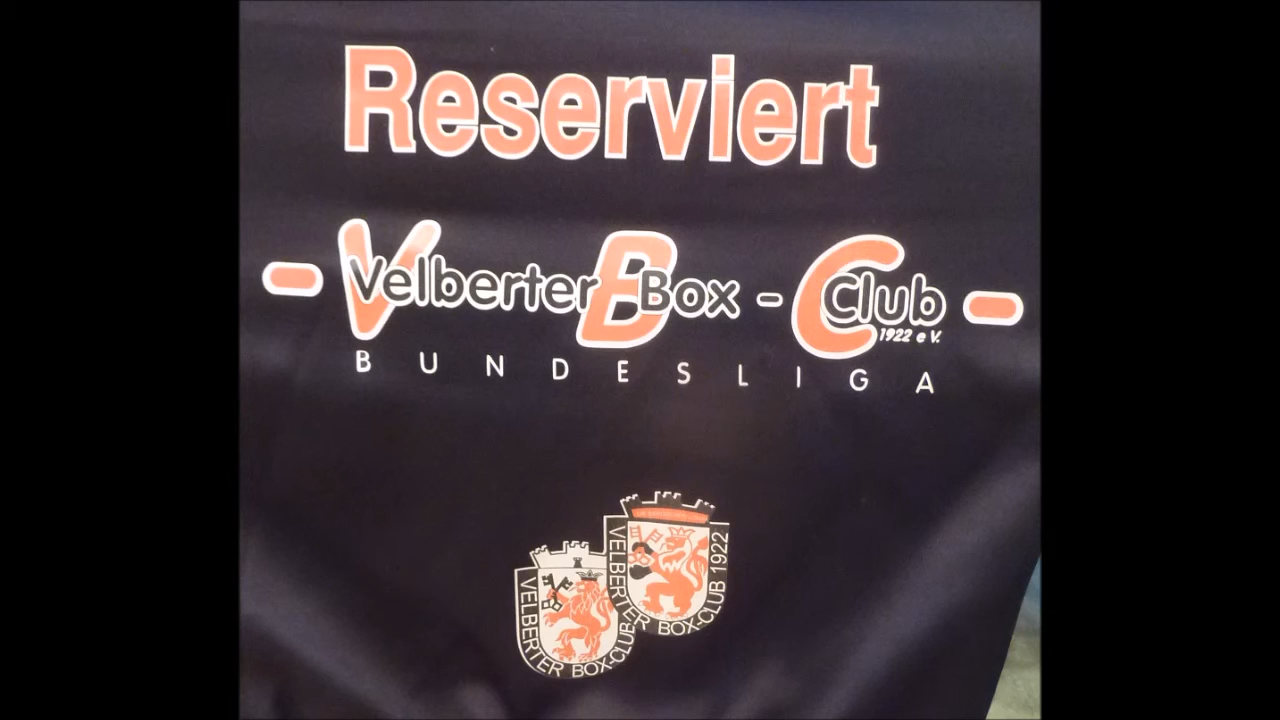 Reserviert
- Velberter Box - Club -
1922 e V.
BUNDESLIGA
VELBERTER BOX-CLUB 1922
VELBERTER BOX-CLUB